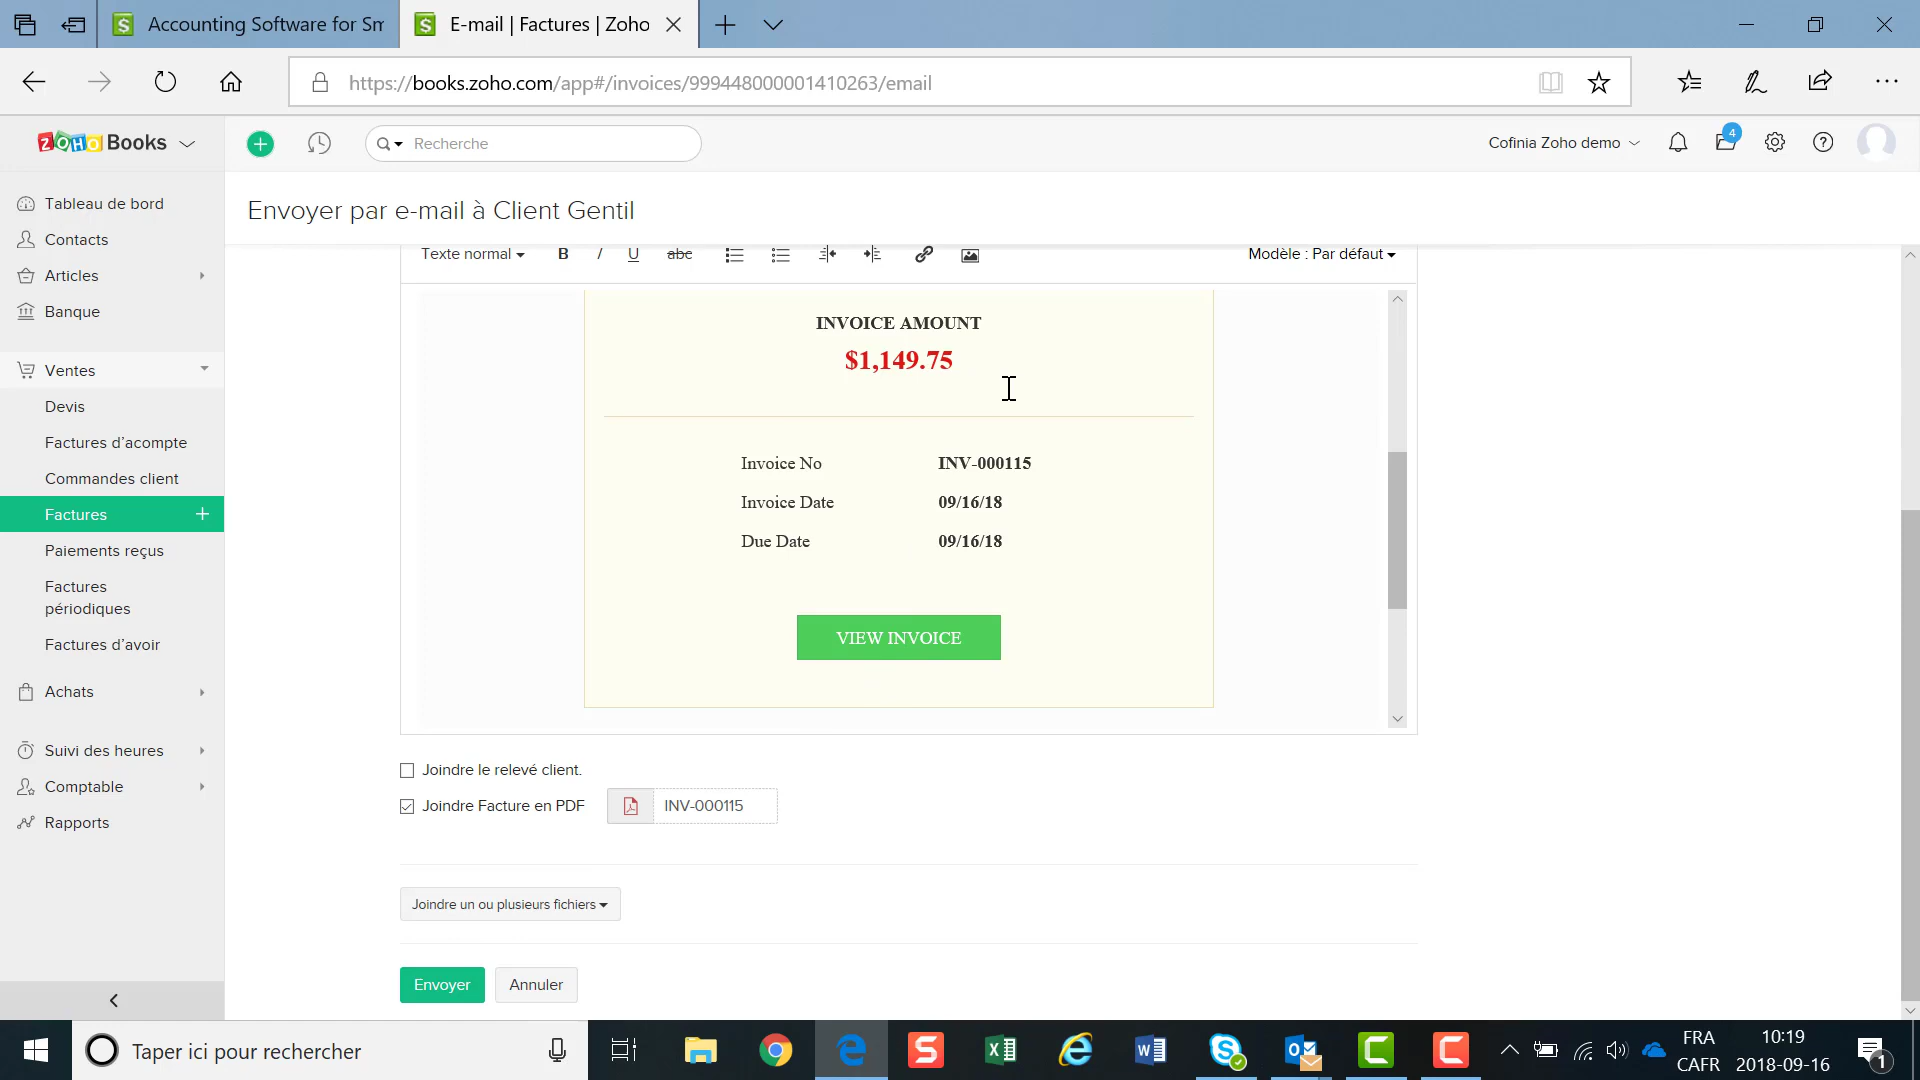 Accounting Software for Sm
E-mail | Factures | Zoho
https://books.zoho.com/app#/invoices/999448000001410263/email
ZOHO Books
Recherche
Cofinia Zoho demo
4
Envoyer par e-mail à Client Gentil
Tableau de bord
Contacts
Articles
Banque
Ventes
Devis
Factures d'acompte
Commandes client
Factures
Paiements reçus
Factures
périodiques
Factures d'avoir
Achats
Suivi des heures
Comptable
Rapports
Texte normal
B I U abc
Modèle : Par défaut
INVOICE AMOUNT
$1,149.75
Invoice No INV-000115
Invoice Date 09/16/18
Due Date 09/16/18
VIEW INVOICE
Joindre le relevé client.
Joindre Facture en PDF
INV-000115
Joindre un ou plusieurs fichiers
Envoyer
Annuler
Taper ici pour rechercher
FRA
CAFR
10:19
2018-09-16
1